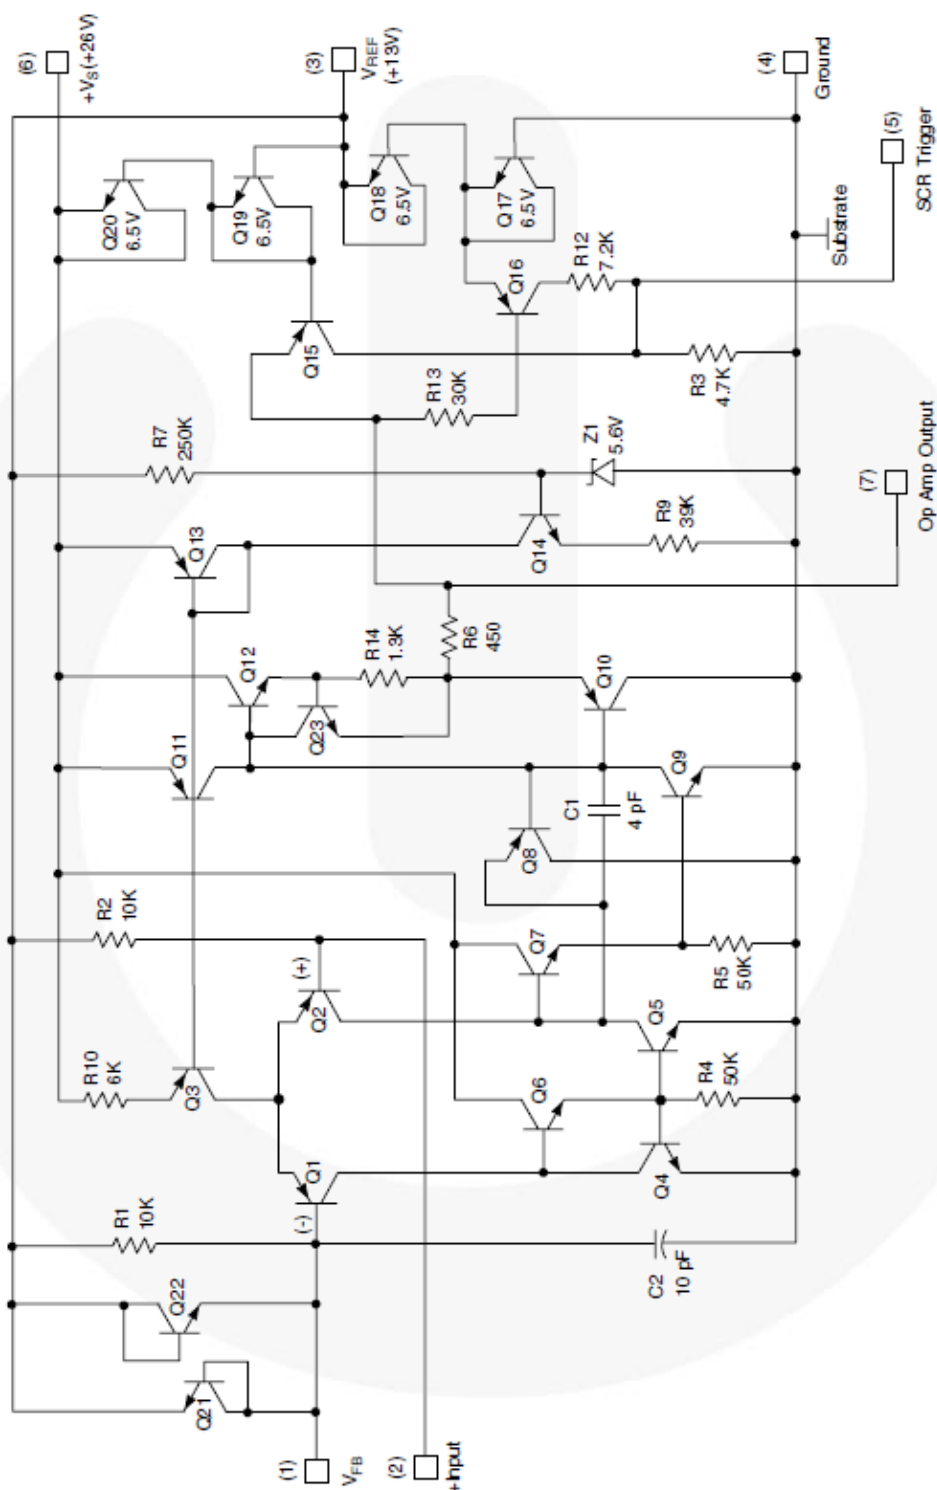 (6)
+VS (+26V)
(3)
VREF
(+13V)
(4)
Ground
(5)
SCR Trigger
Q20
6.5V
Q19
6.5V
Q18
6.5V
Q17
6.5V
Substrate
R12
7.2K
Q16
Q15
R13
30K
R3
4.7K
R7
250K
Z1
5.6V
(7)
Op Amp Output
Q13
Q14
R9
39K
Q12
R14
1.3K
R6
450
Q23
Q10
Q11
Q9
C1
4 pF
Q8
R2
10K
(+)
Q2
Q7
R5
50K
R10
6K
Q3
Q6
Q5
R4
50K
Q1
(-)
Q4
R1
10K
C2
10 pF
Q22
Q21
(1)
VFB
(2)
+Input